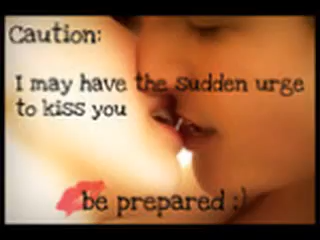 Caution:
I may have the sudden urge
to kiss you
be prepared ;)